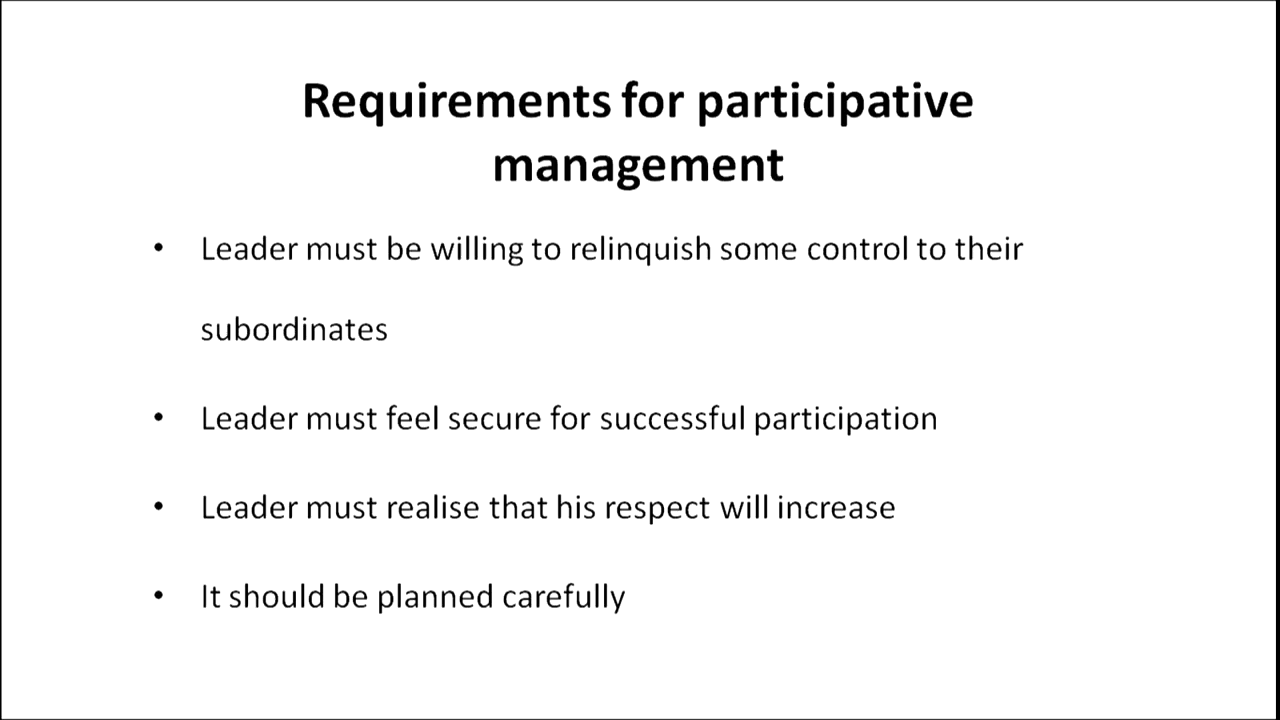 Requirements for participative
management
• Leader must be willing to relinquish some control to their
subordinates
• Leader must feel secure for successful participation
• Leader must realise that his respect will increase
• It should be planned carefully